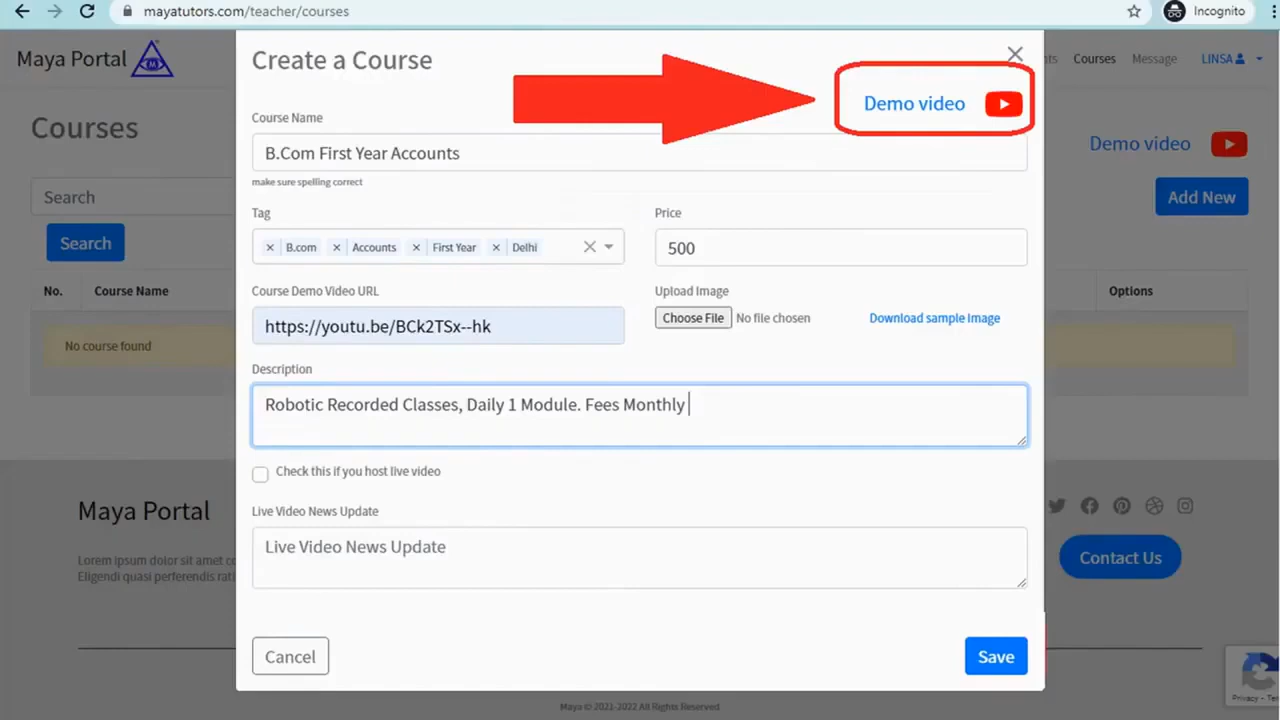 mayatutors.com/teacher/courses
Incognito
Maya Portal
nts Courses Message LINSA
Create a Course
Demo video
Courses
Course Name
B.Com First Year Accounts
make sure spelling correct
Demo video
Search
Add New
Tag
Price
× B.com × Accounts × First Year × Delhi
500
Search
No. Course Name
Options
Course Demo Video URL
Upload Image
https://youtu.be/BCk2TSx--hk
Choose File No file chosen
Download sample Image
No course found
Description
Robotic Recorded Classes, Daily 1 Module. Fees Monthly
Check this if you host live video
Maya Portal
Live Video News Update
Live Video News Update
Lorem ipsum dolor sit amet co
Eligendi quasi perferendis rati
Contact Us
Cancel
Save
Privacy - Ter
Maya © 2021-2022 All Rights Reserved